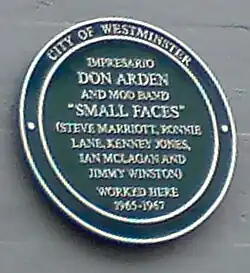 CITY OF WESTMINSTER
IMPRESARIO
DON ARDEN
AND MOD BAND
"SMALL FACES"
(STEVE MARRIOTT, RONNIE
LANE, KENNEY JONES,
IAN MCLAGAN AND
JIMMY WINSTON)
WORKED HERE
1965-1967